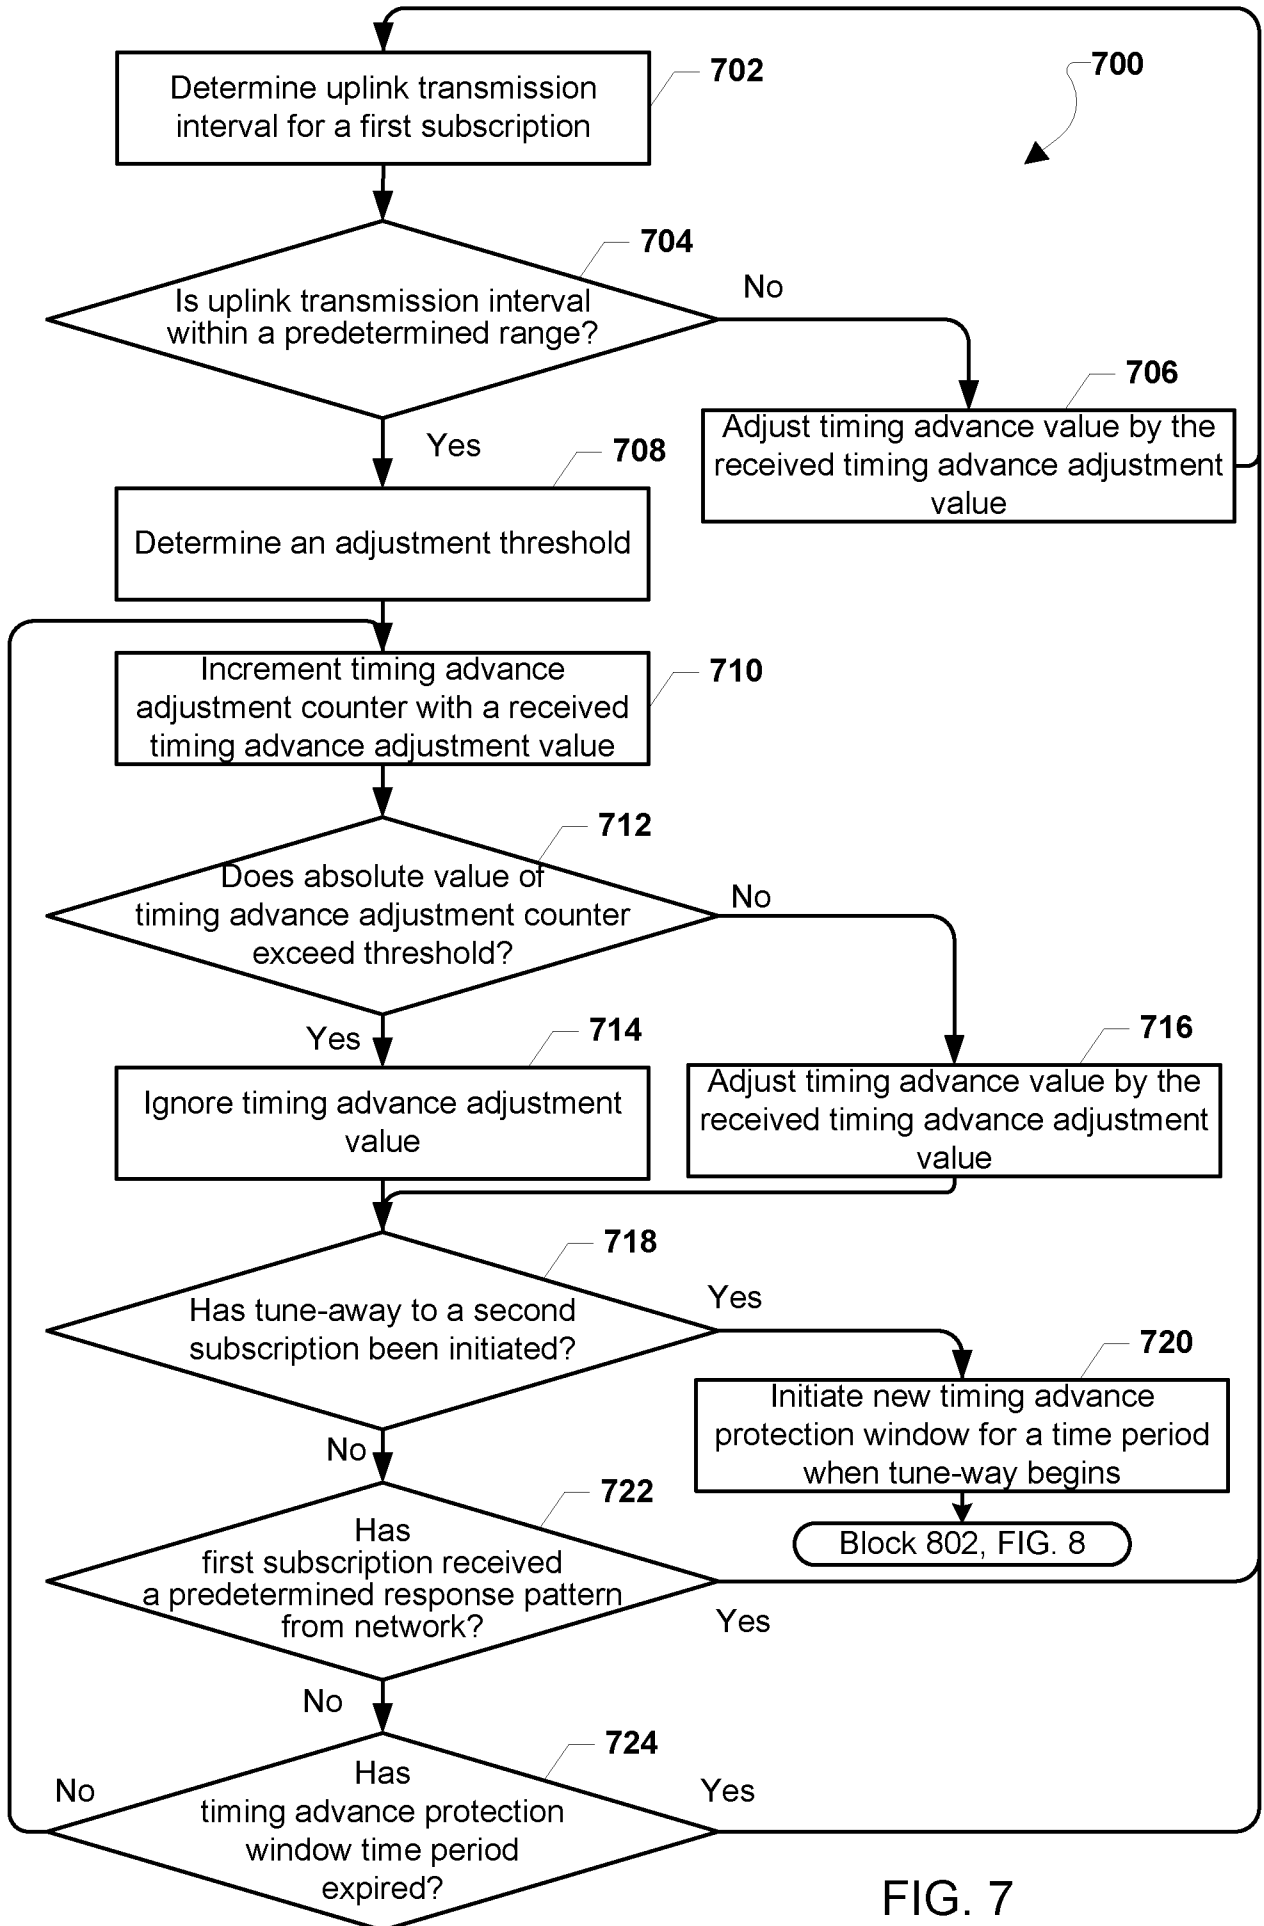 702
700
Determine uplink transmission
interval for a first subscription
704
No
Is uplink transmission interval
within a predetermined range?
706
Adjust timing advance value by the
received timing advance adjustment
value
Yes
708
Determine an adjustment threshold
710
Increment timing advance
adjustment counter with a received
timing advance adjustment value
712
No
Does absolute value of
timing advance adjustment counter
exceed threshold?
Yes
714
Ignore timing advance adjustment
value
716
Adjust timing advance value by the
received timing advance adjustment
value
718
Yes
Has tune-away to a second
subscription been initiated?
720
Initiate new timing advance
protection window for a time period
when tune-way begins
Block 802, FIG. 8
No
722
Has
first subscription received
a predetermined response pattern
from network?
Yes
No
724
No
Has
timing advance protection
window time period
expired?
Yes
FIG. 7